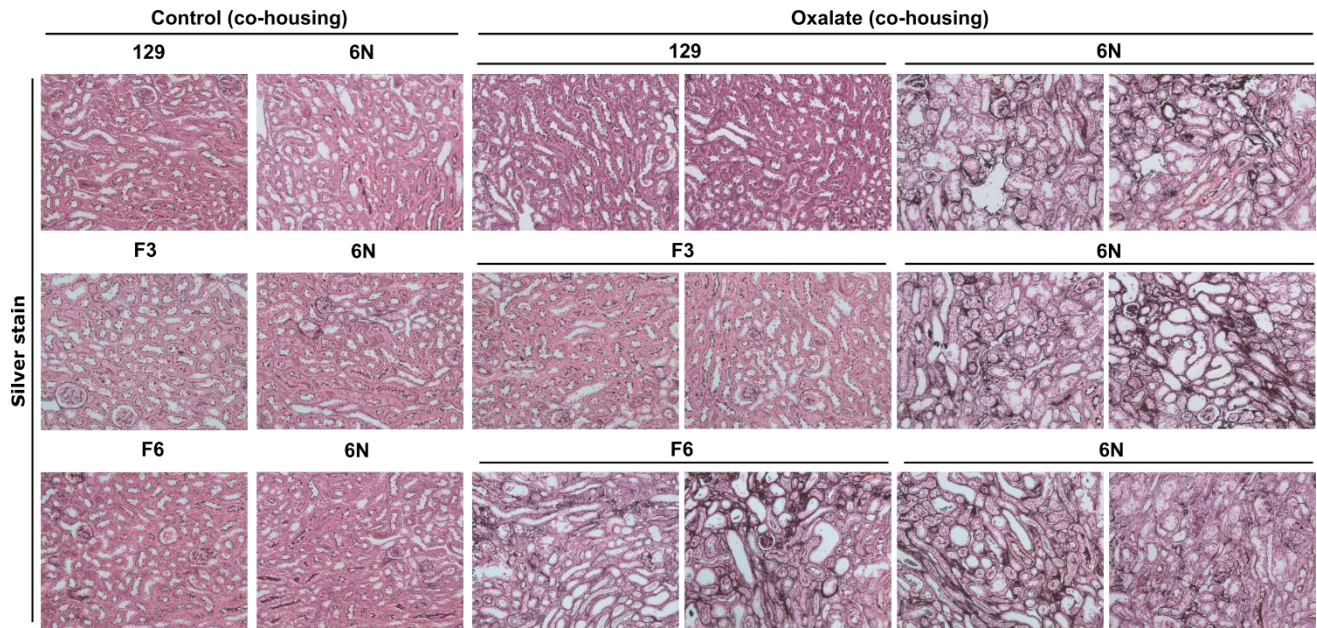 Control (co-housing) Oxalate (co-housing)
129 6N 129 6N
Silver stain
F3 6N F3 6N
F6 6N F6 6N